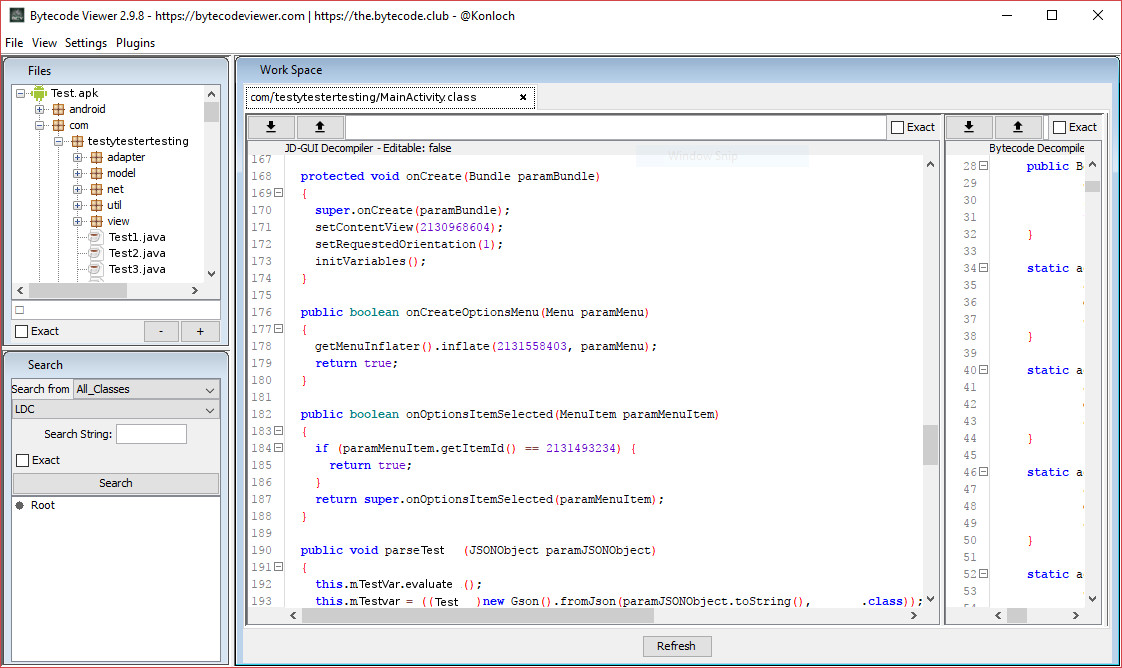 Bytecode Viewer 2.9.8 - https://bytecodeviewer.com | https://the.bytecode.club - @Konloch
File View Settings Plugins
Files
Test.apk
android
com
testytestertesting
adapter
model
net
util
view
Test1.java
Test2.java
Test3.java
Exact
- +
Search
Search from All_Classes
LDC
Search String:
Exact
Search
Root
Work Space
com/testytestertesting/MainActivity.class ×
Exact
JD-GUI Decompiler - Editable: false
Window Snip
167
168 protected void onCreate(Bundle paramBundle)
169 {
170 super.onCreate(paramBundle);
171 setContentView(2130968604);
172 setRequestedOrientation(1);
173 initVariables();
174 }
175
176 public boolean onCreateOptionsMenu(Menu paramMenu)
177 {
178 getMenuInflater().inflate(2131558403, paramMenu);
179 return true;
180 }
181
182 public boolean onOptionsItemSelected(MenuItem paramMenuItem)
183 {
184 if (paramMenuItem.getItemId() == 2131493234) {
185 return true;
186 }
187 return super.onOptionsItemSelected(paramMenuItem);
188 }
189
190 public void parseTest (JSONObject paramJSONObject)
191 {
192 this.mTestVar.evaluate ();
193 this.mTestvar = ((Test )new Gson().fromJson(paramJSONObject.toString(), .class));
Exact
Bytecode Decompile
28 public B
29
30
31
32 }
33
34 static a
35
36
37
38 }
39
40 static a
41
42
43
44 }
45
46 static a
47
48
49
50 }
51
52 static a
53
Refresh